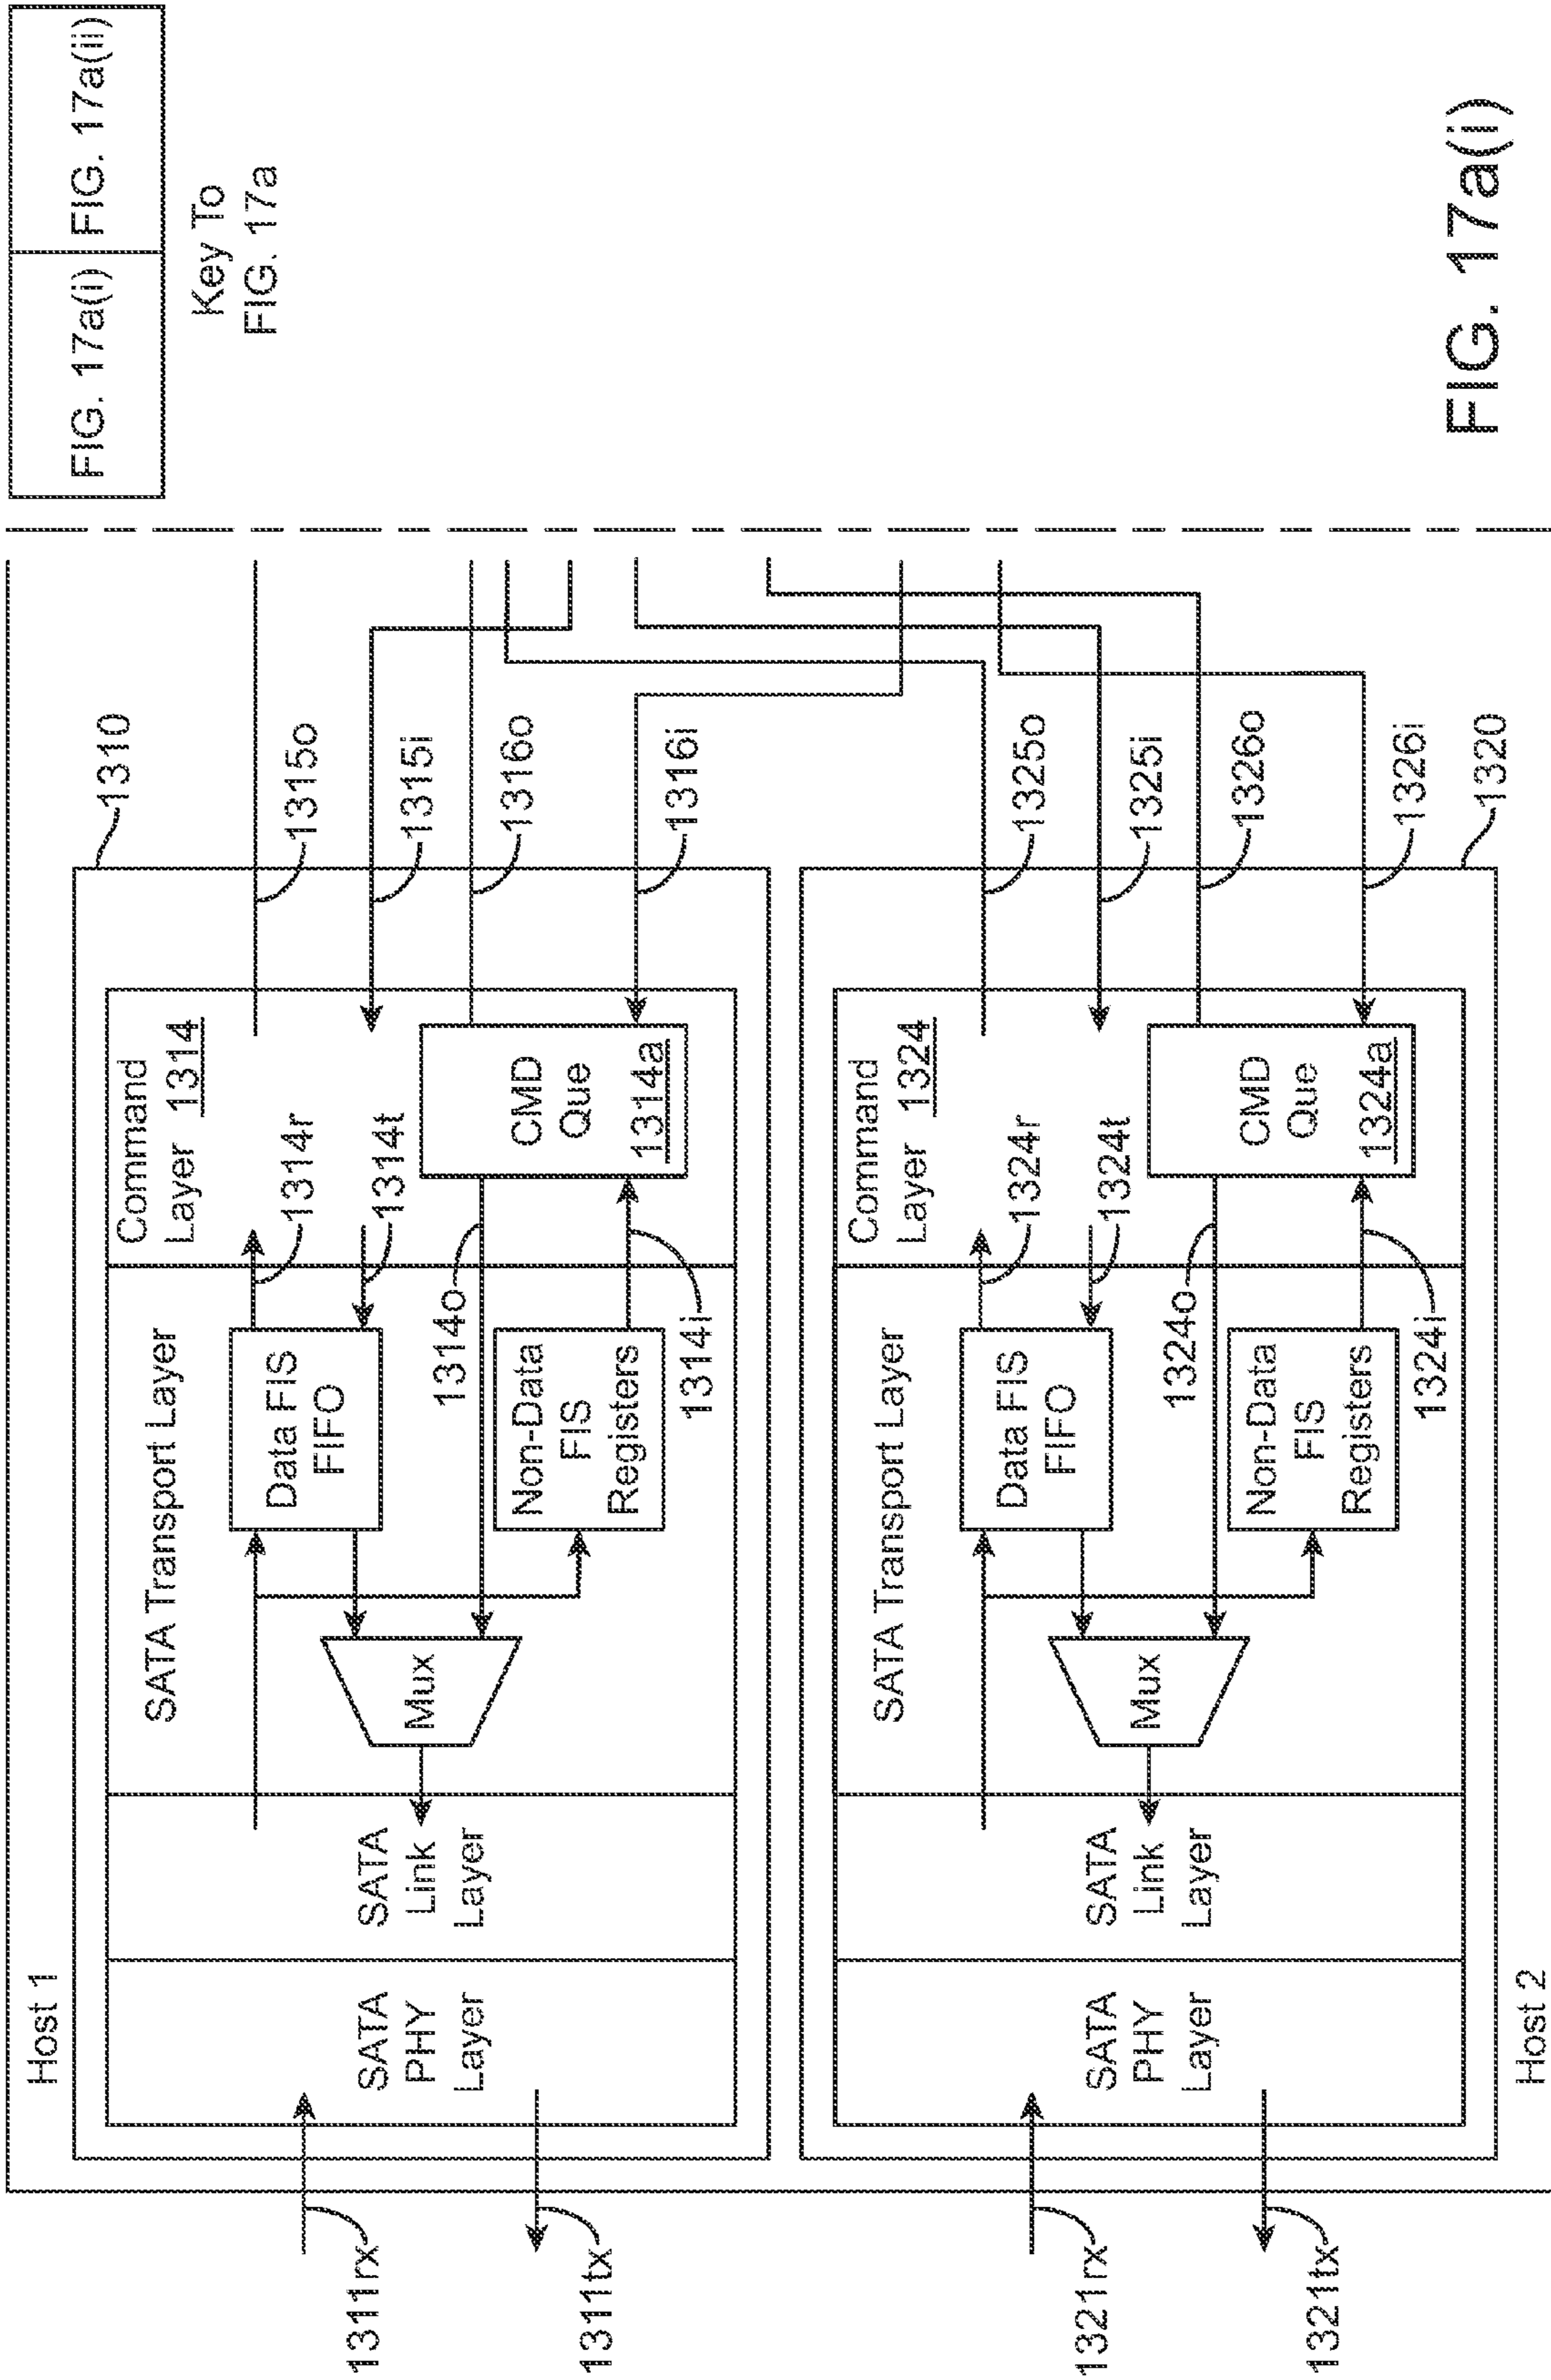 FIG. 17a(i)
FIG. 17a(ii)
Key To
FIG. 17a
Host 1
1310
SATA
PHY
Layer
SATA
Link
Layer
SATA Transport Layer
Data FIS
FIFO
Mux
Non-Data
FIS
Registers
Command
Layer 1314
CMD
Que
1314a
1314r
1314t
1314o
1314i
1315o
1315i
1316o
1316i
1311rx
1311tx
SATA
PHY
Layer
SATA
Link
Layer
SATA Transport Layer
Data FIS
FIFO
Mux
Non-Data
FIS
Registers
Command
Layer 1324
CMD
Que
1324a
1324r
1324t
1324o
1324i
1325o
1325i
1326o
1326i
1321rx
1321tx
1320
Host 2
FIG. 17a(i)